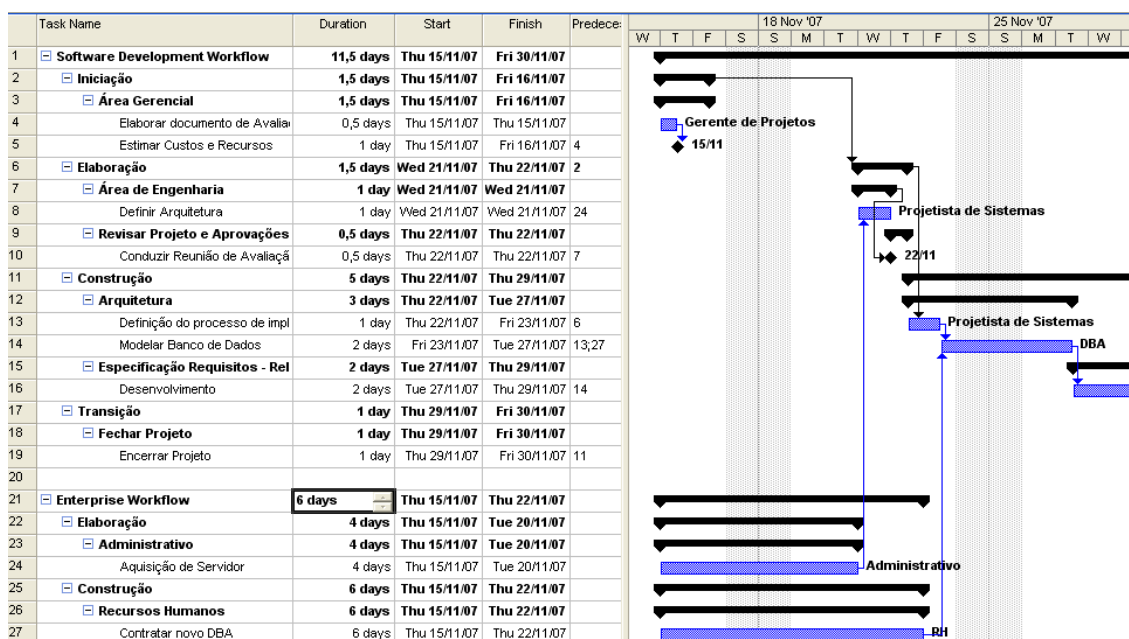 Task Name Duration Start Finish Predece: 18 Nov '07 25 Nov '07
W T F S S M T W T F S S M T W
1 Software Development Workflow 11,5 days Thu 15/11/07 Fri 30/11/07
2 Iniciação 1,5 days Thu 15/11/07 Fri 16/11/07
3 Área Gerencial 1,5 days Thu 15/11/07 Fri 16/11/07
4 Elaborar documento de Avalia 0,5 days Thu 15/11/07 Thu 15/11/07 Gerente de Projetos
5 Estimar Custos e Recursos 1 day Thu 15/11/07 Fri 16/11/07 4 15/11
6 Elaboração 1,5 days Wed 21/11/07 Thu 22/11/07 2
7 Área de Engenharia 1 day Wed 21/11/07 Wed 21/11/07
8 Definir Arquitetura 1 day Wed 21/11/07 Wed 21/11/07 24 Projetista de Sistemas
9 Revisar Projeto e Aprovações 0,5 days Thu 22/11/07 Thu 22/11/07
10 Conduzir Reunião de Avaliaçã 0,5 days Thu 22/11/07 Thu 22/11/07 7 22/11
11 Construção 5 days Thu 22/11/07 Thu 29/11/07
12 Arquitetura 3 days Thu 22/11/07 Tue 27/11/07
13 Definição do processo de impl 1 day Thu 22/11/07 Fri 23/11/07 6 Projetista de Sistemas
14 Modelar Banco de Dados 2 days Fri 23/11/07 Tue 27/11/07 13;27 DBA
15 Especificação Requisitos - Rel 2 days Tue 27/11/07 Thu 29/11/07
16 Desenvolvimento 2 days Tue 27/11/07 Thu 29/11/07 14
17 Transição 1 day Thu 29/11/07 Fri 30/11/07
18 Fechar Projeto 1 day Thu 29/11/07 Fri 30/11/07
19 Encerrar Projeto 1 day Thu 29/11/07 Fri 30/11/07 11
20
21 Enterprise Workflow 6 days Thu 15/11/07 Thu 22/11/07
22 Elaboração 4 days Thu 15/11/07 Tue 20/11/07
23 Administrativo 4 days Thu 15/11/07 Tue 20/11/07
24 Aquisição de Servidor 4 days Thu 15/11/07 Tue 20/11/07 Administrativo
25 Construção 6 days Thu 15/11/07 Thu 22/11/07
26 Recursos Humanos 6 days Thu 15/11/07 Thu 22/11/07
27 Contratar novo DBA 6 days Thu 15/11/07 Thu 22/11/07 RH